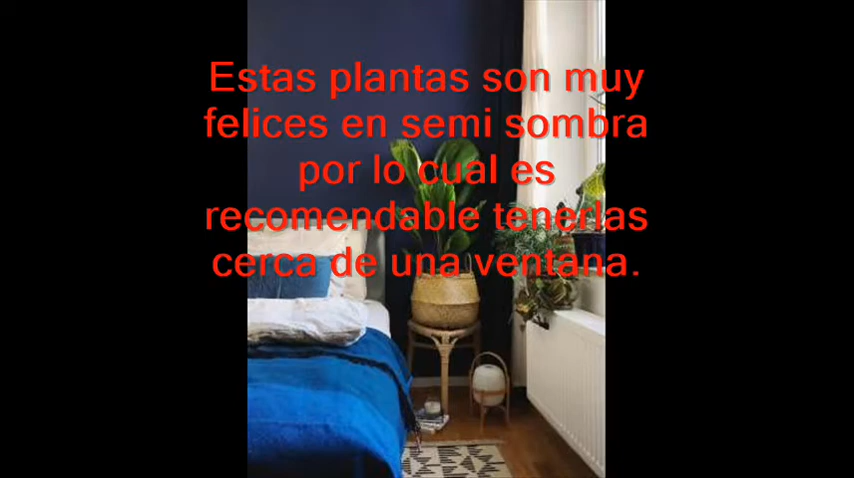 Estas plantas son muy
felices en semi sombra
por lo cual es
recomendable tenerlas
cerca de una ventana.